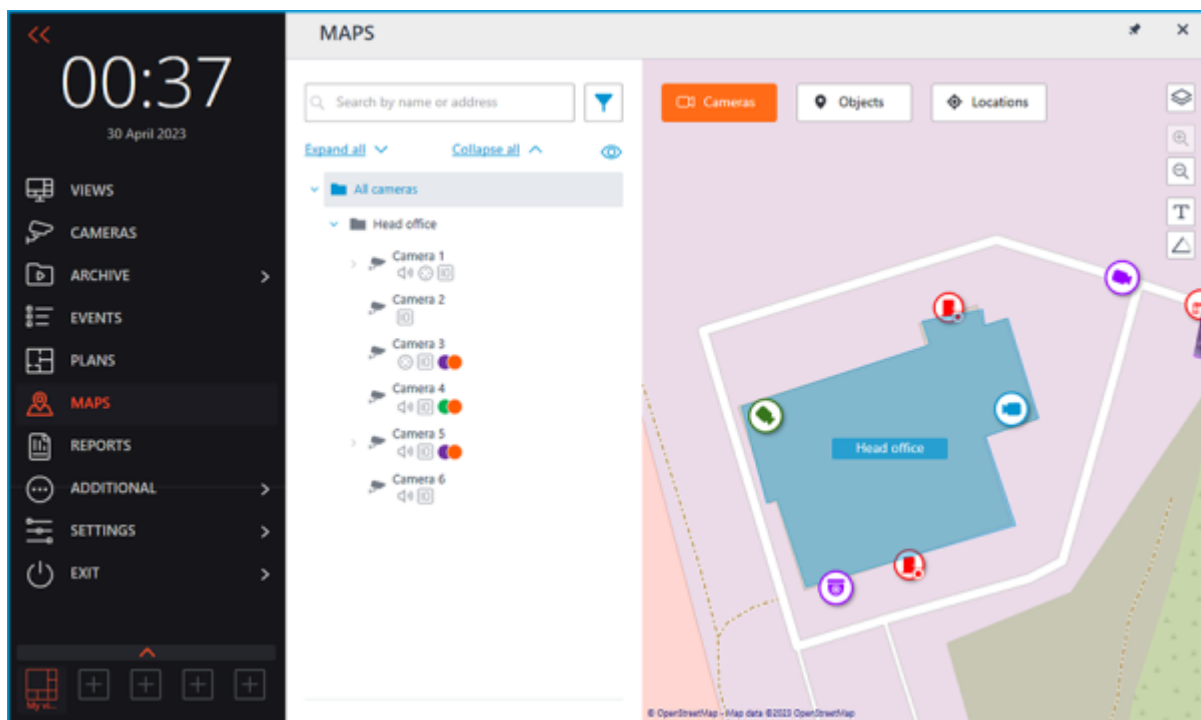 MAPS
00:37
30 April 2023
VIEWS
CAMERAS
ARCHIVE
EVENTS
PLANS
MAPS
REPORTS
ADDITIONAL
SETTINGS
EXIT
My vi...
Search by name or address
Expand all
Collapse all
All cameras
Head office
Camera 1
Camera 2
Camera 3
Camera 4
Camera 5
Camera 6
Cameras
Objects
Locations
T
Head office
© OpenStreetMap - Map data ©2023 OpenStreetMap